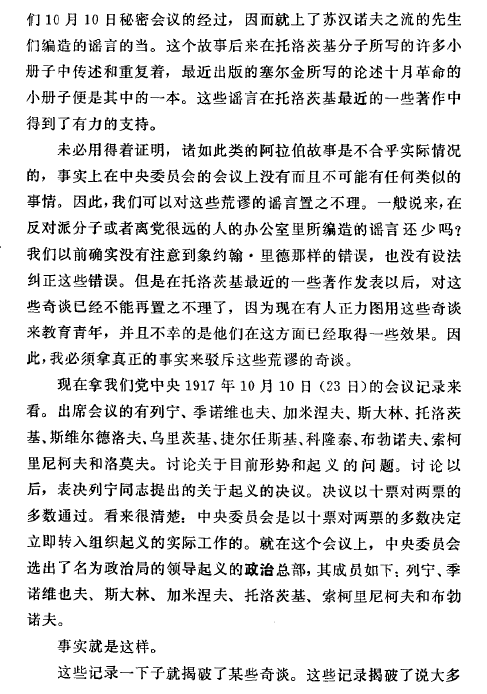 们10月10日秘密会议的经过，因而就上了苏汉诺夫之流的先生
们编造的谣言的当。这个故事后来在托洛茨基分子所写的许多小
册子中传述和重复着，最近出版的塞尔金所写的论述十月革命的
小册子便是其中的一本。这些谣言在托洛茨基最近的一些著作中
得到了有力的支持。
未必用得着证明，诸如此类的阿拉伯故事是不合乎实际情况
的，事实上在中央委员会的会议上没有而且不可能有任何类似的
事情。因此，我们可以对这些荒谬的谣言置之不理。一般说来，在
反对派分子或者离党很远的人的办公室里所编造的谣言还少吗？
我们以前确实没有注意到象约翰·里德那样的错误，也没有设法
纠正这些错误。但是在托洛茨基最近的一些著作发表以后，对这
些奇谈已经不能再置之不理了，因为现在有人正力图用这些奇谈
来教育青年，并且不幸的是他们在这方面已经取得一些效果。因
此，我必须拿真正的事实来驳斥这些荒谬的奇谈。
现在拿我们党中央1917年10月10日（23日）的会议记录来
看。出席会议的有列宁、季诺维也夫、加米涅夫、斯大林、托洛茨
基、斯维尔德洛夫、乌里茨基、捷尔任斯基、科隆泰、布勃诺夫、索柯
里尼柯夫和洛莫夫。讨论关于目前形势和起义的问题。讨论以
后，表决列宁同志提出的关于起义的决议。决议以十票对两票的
多数通过。看来很清楚：中央委员会是以十票对两票的多数决定
立即转入组织起义的实际工作的。就在这个会议上，中央委员会
选出了名为政治局的领导起义的政治总部，其成员如下：列宁、季
诺维也夫、斯大林、加米涅夫、托洛茨基、索柯里尼柯夫和布勃
诺夫。
事实就是这样。
这些记录一下子就揭破了某些奇谈。这些记录揭破了说大多